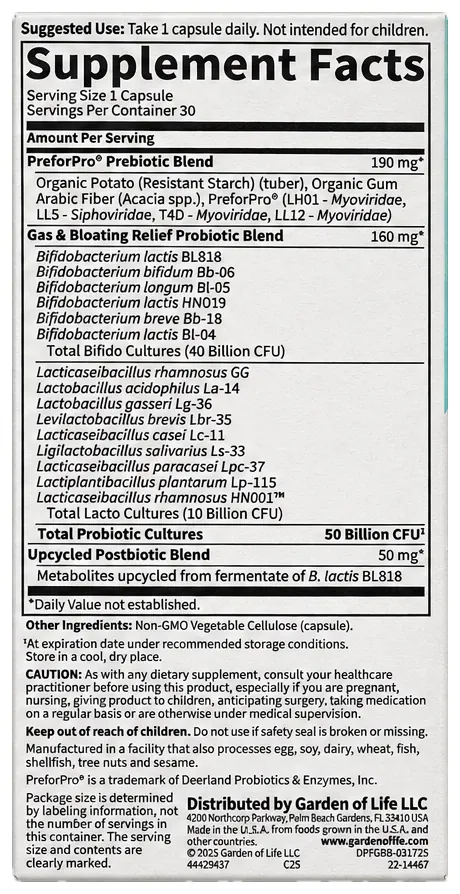 Suggested Use: Take 1 capsule daily. Not intended for children.
Supplement Facts
Serving Size 1 Capsule
Servings Per Container 30
Amount Per Serving
PreforPro® Prebiotic Blend 190 mg*
Organic Potato (Resistant Starch) (tuber), Organic Gum
Arabic Fiber (Acacia spp.), PreforPro® (LH01 - Myoviridae,
LL5 - Siphoviridae, T4D - Myoviridae, LL12 - Myoviridae)
Gas & Bloating Relief Probiotic Blend 160 mg*
Bifidobacterium lactis BL818
Bifidobacterium bifidum Bb-06
Bifidobacterium longum Bl-05
Bifidobacterium lactis HN019
Bifidobacterium breve Bb-18
Bifidobacterium lactis Bl-04
Total Bifido Cultures (40 Billion CFU)
Lacticaseibacillus rhamnosus GG
Lactobacillus acidophilus La-14
Lactobacillus gasseri Lg-36
Levilactobacillus brevis Lbr-35
Lacticaseibacillus casei Lc-11
Ligilactobacillus salivarius Ls-33
Lacticaseibacillus paracasei Lpc-37
Lactiplantibacillus plantarum Lp-115
Lacticaseibacillus rhamnosus HN001™
Total Lacto Cultures (10 Billion CFU)
Total Probiotic Cultures 50 Billion CFU¹
Upcycled Postbiotic Blend 50 mg*
Metabolites upcycled from fermentate of B. lactis BL818
*Daily Value not established.
Other Ingredients: Non-GMO Vegetable Cellulose (capsule).
¹At expiration date under recommended storage conditions.
Store in a cool, dry place.
CAUTION: As with any dietary supplement, consult your healthcare
practitioner before using this product, especially if you are pregnant,
nursing, giving product to children, anticipating surgery, taking medication
on a regular basis or are otherwise under medical supervision.
Keep out of reach of children. Do not use if safety seal is broken or missing.
Manufactured in a facility that also processes egg, soy, dairy, wheat, fish,
shellfish, tree nuts and sesame.
PreforPro® is a trademark of Deerland Probiotics & Enzymes, Inc.
Package size is determined
by labeling information, not
the number of servings in
this container. The serving
size and contents are
clearly marked.
Distributed by Garden of Life LLC
4200 Northcorp Parkway, Palm Beach Gardens, FL 33410 USA
Made in the U.S.A. from foods grown in the U.S.A. and
other countries. www.gardenoflfe.com
© 2025 Garden of Life LLC DPFGBB-031725
44429437 C25 22-14467